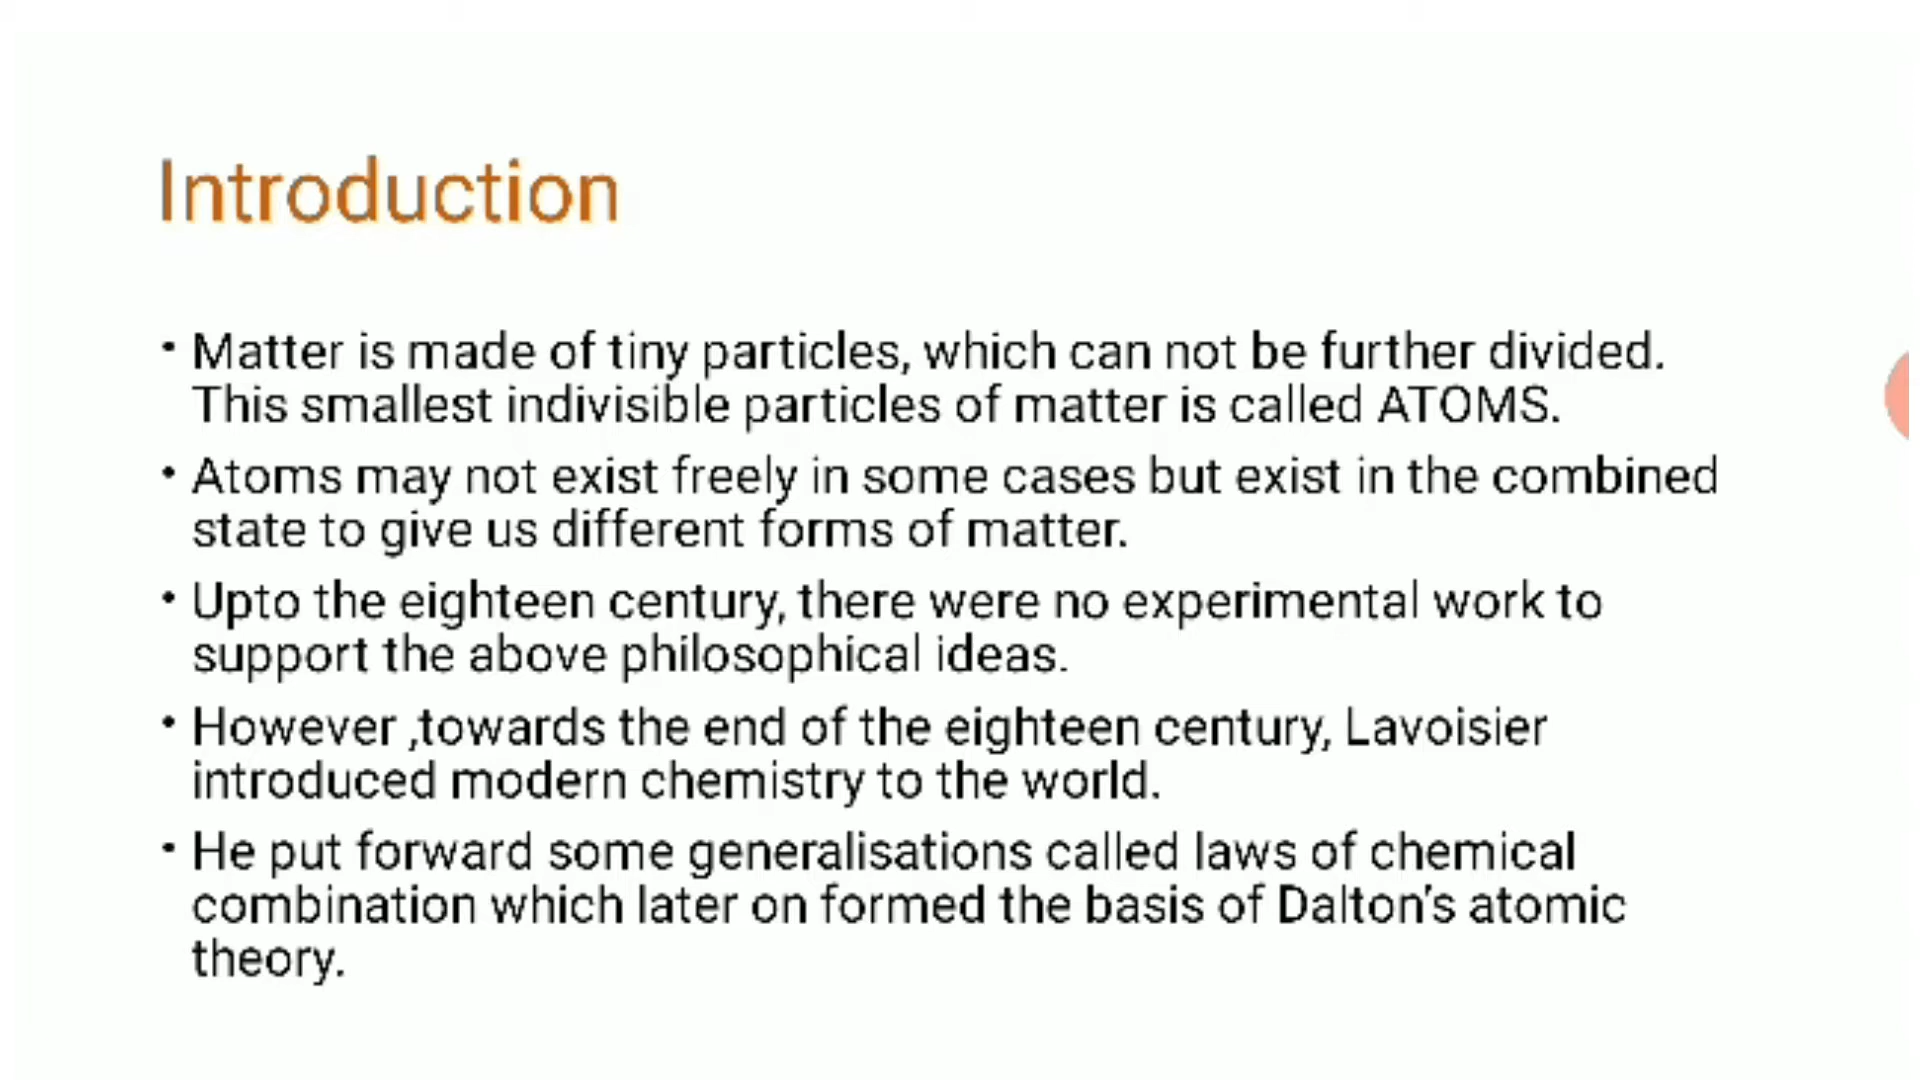 Introduction
• Matter is made of tiny particles, which can not be further divided.
This smallest indivisible particles of matter is called ATOMS.
• Atoms may not exist freely in some cases but exist in the combined
state to give us different forms of matter.
• Upto the eighteen century, there were no experimental work to
support the above philosophical ideas.
• However ,towards the end of the eighteen century, Lavoisier
introduced modern chemistry to the world.
• He put forward some generalisations called laws of chemical
combination which later on formed the basis of Dalton's atomic
theory.